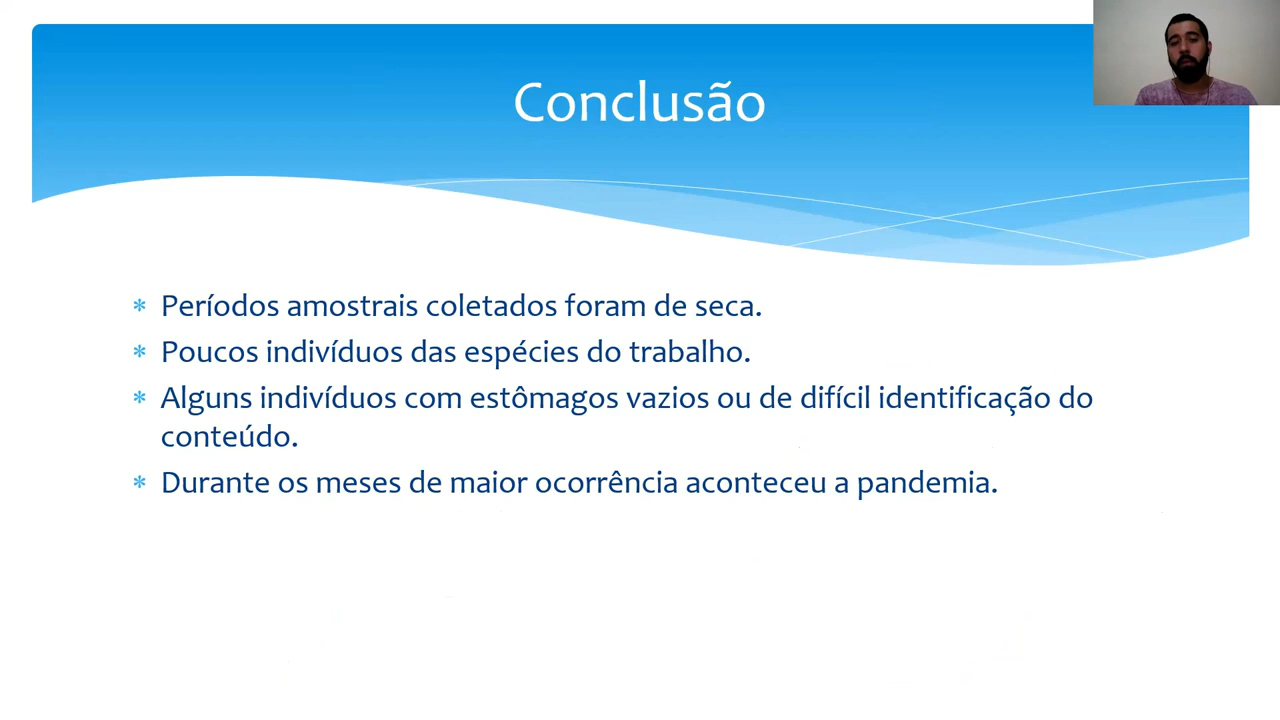 Conclusão
* Períodos amostrais coletados foram de seca.
* Poucos indivíduos das espécies do trabalho.
* Alguns indivíduos com estômagos vazios ou de difícil identificação do
conteúdo.
* Durante os meses de maior ocorrência aconteceu a pandemia.